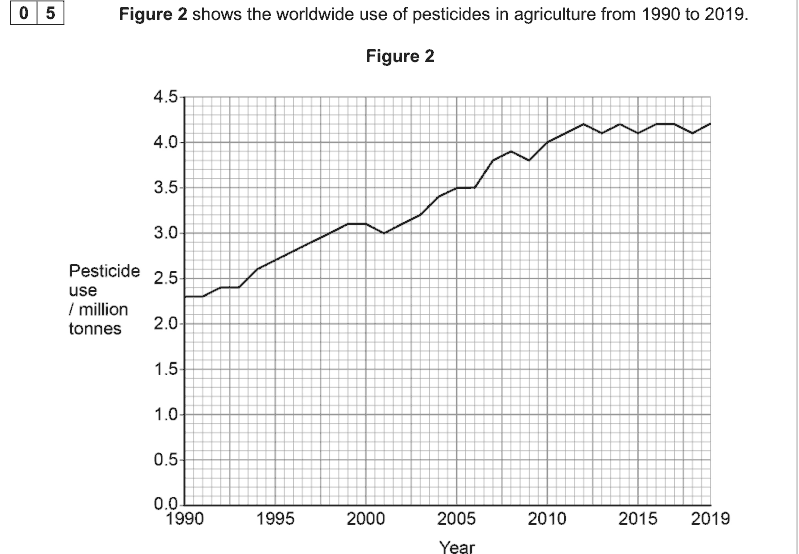 0 5 Figure 2 shows the worldwide use of pesticides in agriculture from 1990 to 2019.
Figure 2
4.5
4.0
3.5
3.0
2.5
2.0
1.5
1.0
0.5
0.0
Pesticide
use
/ million
tonnes
1990 1995 2000 2005 2010 2015 2019
Year